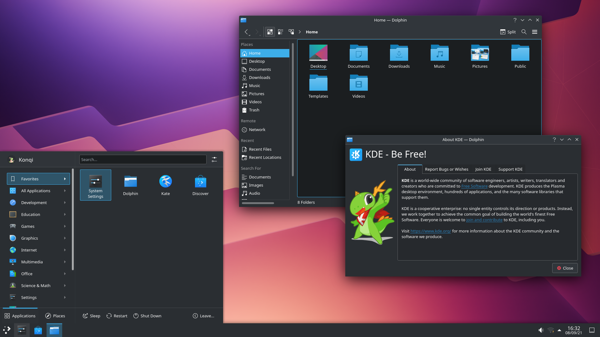 Home — Dolphin
Home
Split
Places
Home
Desktop
Documents
Downloads
Music
Pictures
Videos
Trash
Remote
Network
Recent
Recent Files
Recent Locations
Search For
Documents
Images
Audio
Desktop
Documents
Downloads
Music
Pictures
Public
Templates
Videos
8 Folders
About KDE — Dolphin
KDE - Be Free!
About
Report Bugs or Wishes
Join KDE
Support KDE
KDE is a world-wide community of software engineers, artists, writers, translators and
creators who are committed to Free Software development. KDE produces the Plasma
desktop environment, hundreds of applications, and the many software libraries that
support them.
KDE is a cooperative enterprise: no single entity controls its direction or products. Instead,
we work together to achieve the common goal of building the world's finest Free
Software. Everyone is welcome to join and contribute to KDE, including you.
Visit https://www.kde.org/ for more information about the KDE community and the
software we produce.
Close
Konqi
Search...
Favorites
All Applications
Development
Education
Games
Graphics
Internet
Multimedia
Office
Science & Math
Settings
System
Settings
Dolphin
Kate
Discover
Applications
Places
Sleep
Restart
Shut Down
Leave...
16:32